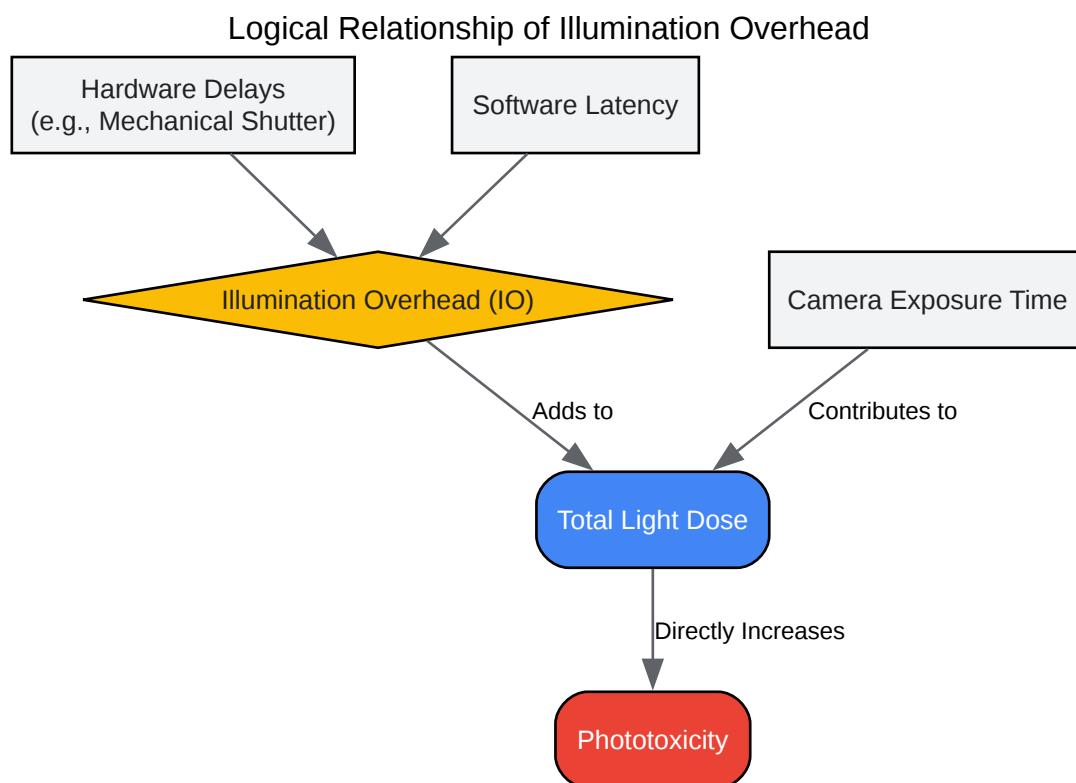 Logical Relationship of Illumination Overhead
Hardware Delays
(e.g., Mechanical Shutter)
Software Latency
Illumination Overhead (IO)
Camera Exposure Time
Adds to
Contributes to
Total Light Dose
Directly Increases
Phototoxicity